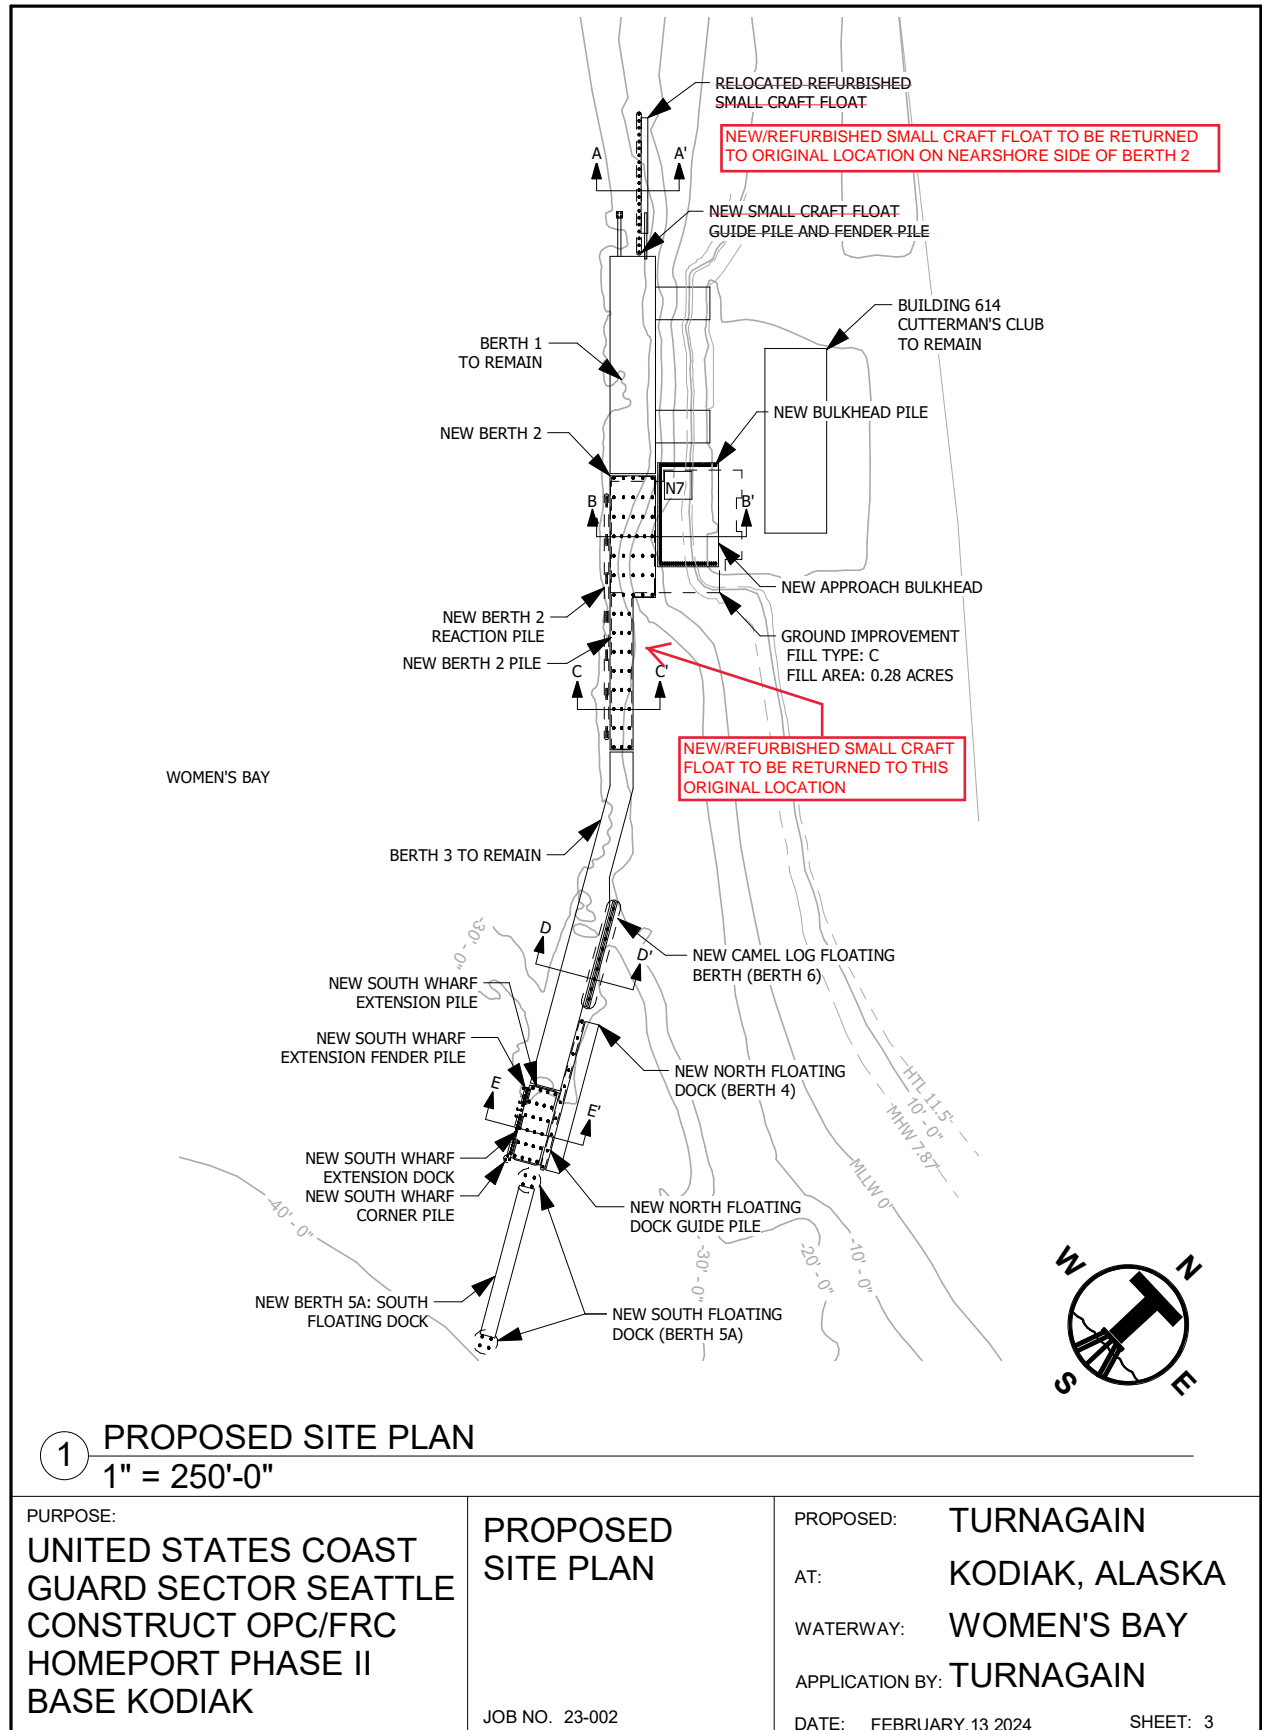 RELOCATED REFURBISHED
SMALL CRAFT FLOAT
NEW/REFURBISHED SMALL CRAFT FLOAT TO BE RETURNED
TO ORIGINAL LOCATION ON NEARSHORE SIDE OF BERTH 2
A
A'
NEW SMALL CRAFT FLOAT
GUIDE PILE AND FENDER PILE
BUILDING 614
CUTTERMAN'S CLUB
TO REMAIN
BERTH 1
TO REMAIN
NEW BULKHEAD PILE
NEW BERTH 2
N7
B
B'
NEW APPROACH BULKHEAD
NEW BERTH 2
REACTION PILE
NEW BERTH 2 PILE
GROUND IMPROVEMENT
FILL TYPE: C
FILL AREA: 0.28 ACRES
C
C'
NEW/REFURBISHED SMALL CRAFT
FLOAT TO BE RETURNED TO THIS
ORIGINAL LOCATION
WOMEN'S BAY
BERTH 3 TO REMAIN
-30' - 0"
D
D'
NEW CAMEL LOG FLOATING
BERTH (BERTH 6)
NEW SOUTH WHARF
EXTENSION PILE
NEW SOUTH WHARF
EXTENSION FENDER PILE
NEW NORTH FLOATING
DOCK (BERTH 4)
E
E'
HTL 11.5'
10' - 0"
MHW 7.87'
NEW SOUTH WHARF
EXTENSION DOCK
NEW SOUTH WHARF
CORNER PILE
MLLW 0'
-40' - 0"
NEW NORTH FLOATING
DOCK GUIDE PILE
-30' - 0"
-20' - 0"
-10' - 0"
NEW BERTH 5A: SOUTH
FLOATING DOCK
NEW SOUTH FLOATING
DOCK (BERTH 5A)
W
N
S
E
1
PROPOSED SITE PLAN
1" = 250'-0"
PURPOSE:
UNITED STATES COAST
GUARD SECTOR SEATTLE
CONSTRUCT OPC/FRC
HOMEPORT PHASE II
BASE KODIAK
PROPOSED
SITE PLAN
JOB NO. 23-002
PROPOSED: TURNAGAIN
AT: KODIAK, ALASKA
WATERWAY: WOMEN'S BAY
APPLICATION BY: TURNAGAIN
DATE: FEBRUARY.13 2024
SHEET: 3